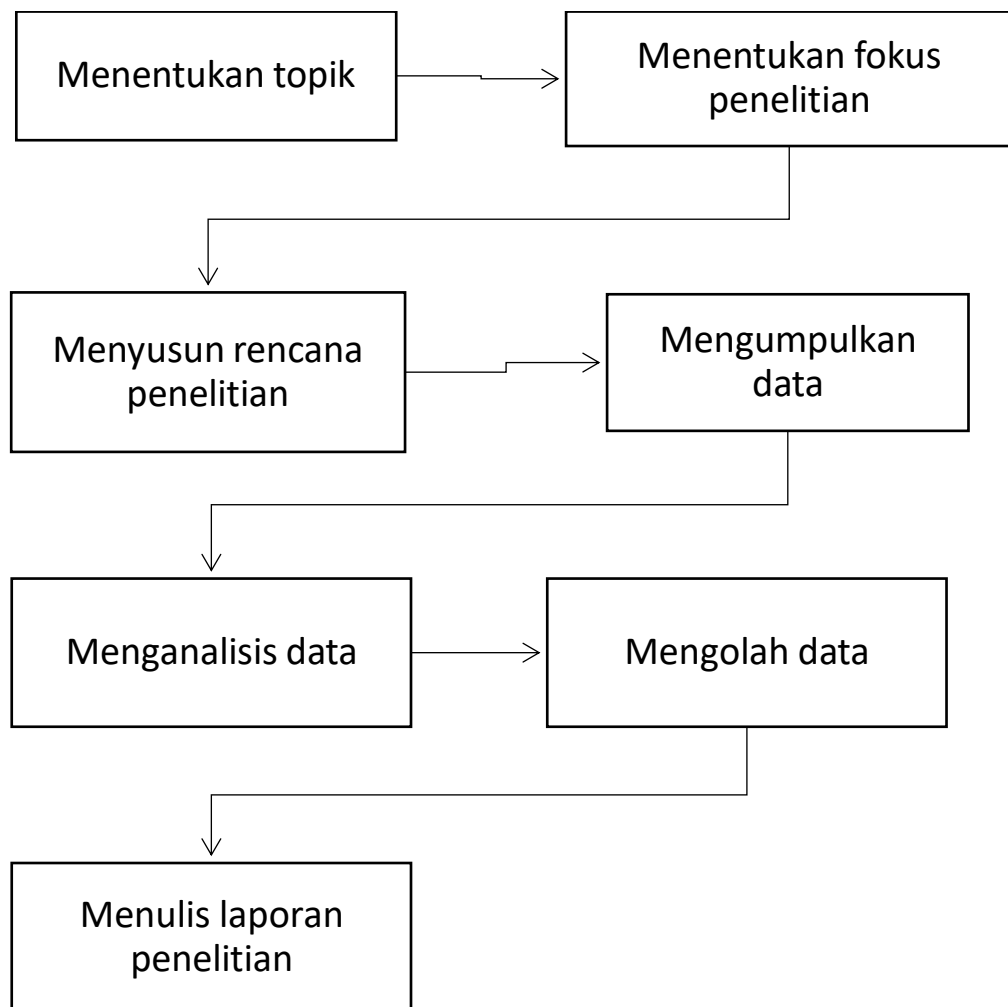 Menentukan topik
Menentukan fokus
penelitian
Menyusun rencana
penelitian
Mengumpulkan
data
Menganalisis data
Mengolah data
Menulis laporan
penelitian